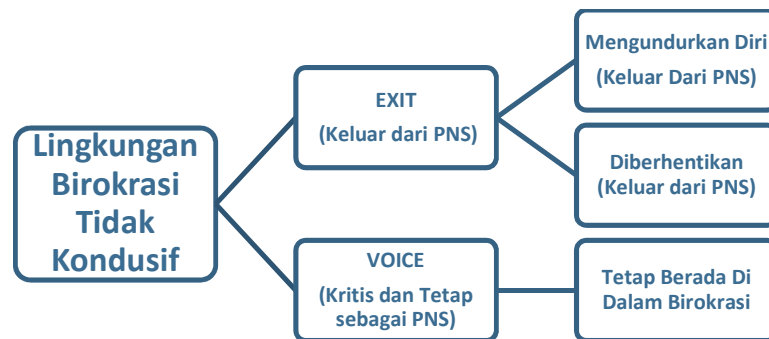 Lingkungan
Birokrasi
Tidak
Kondusif
EXIT
(Keluar dari PNS)
Mengundurkan Diri
(Keluar Dari PNS)
Diberhentikan
(Keluar dari PNS)
VOICE
(Kritis dan Tetap
sebagai PNS)
Tetap Berada Di
Dalam Birokrasi